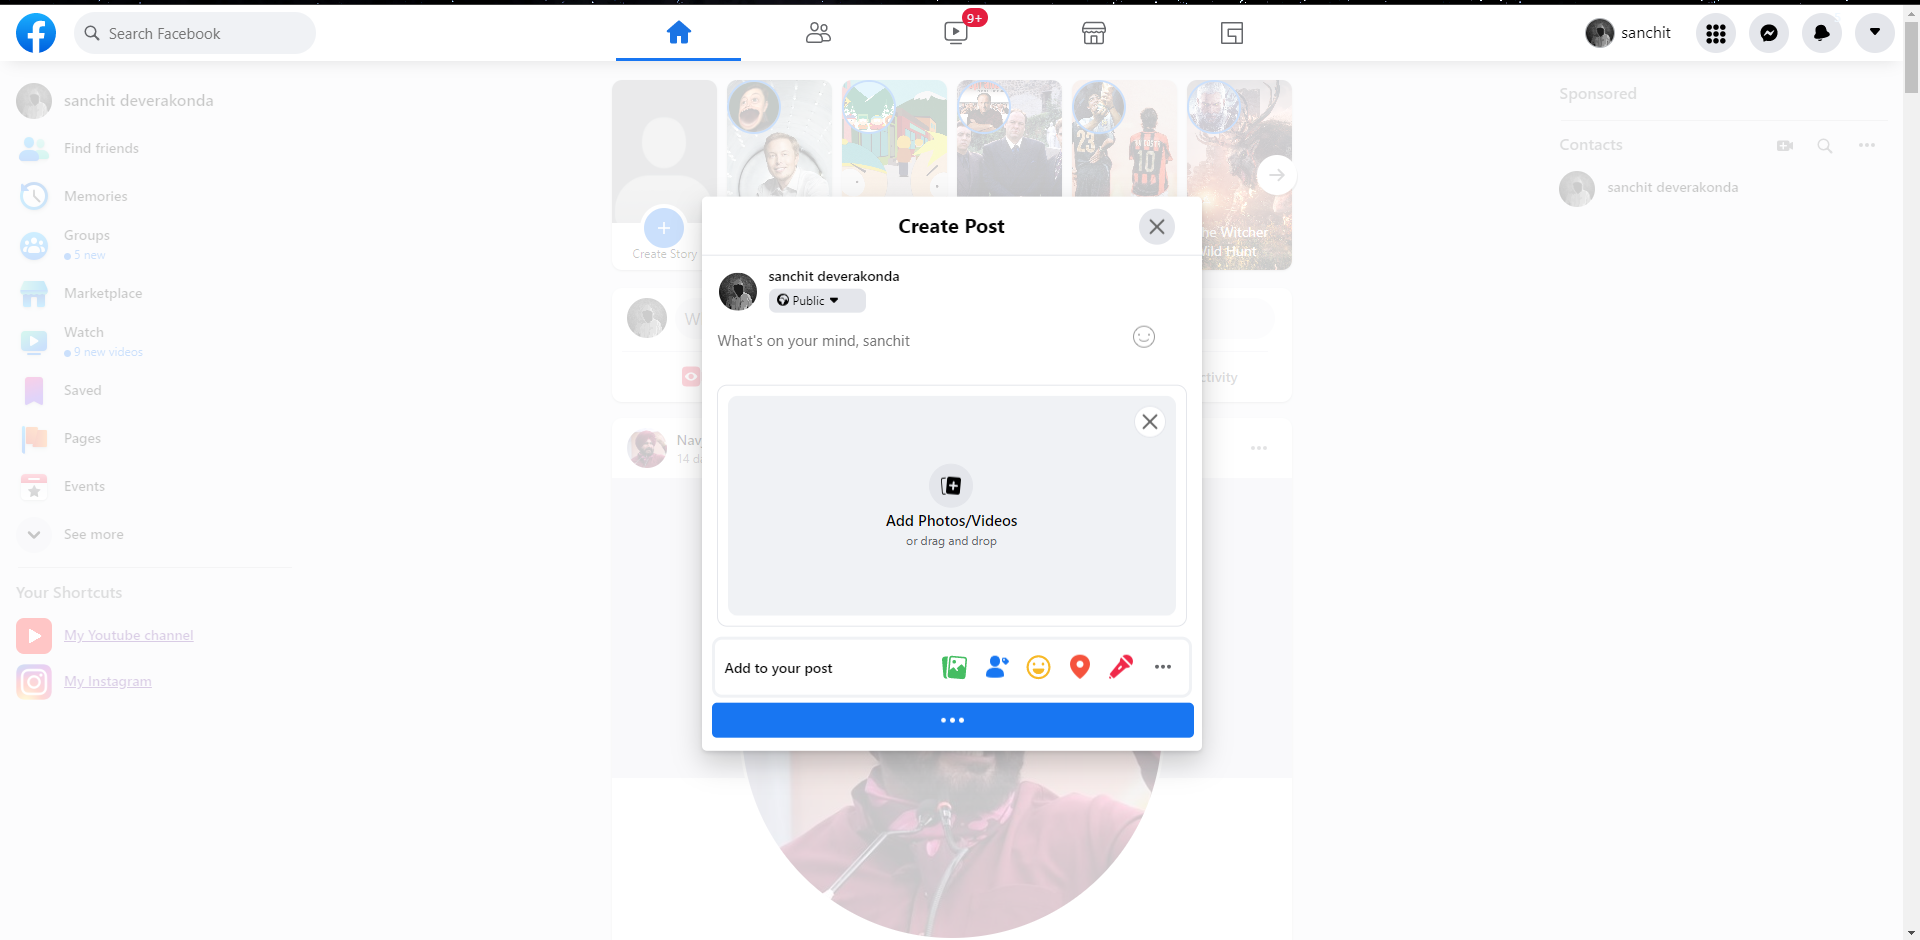 Search Facebook
9+
sanchit
sanchit deverakonda
Find friends
Memories
Groups
5 new
Marketplace
Watch
9 new videos
Saved
Pages
Events
See more
Your Shortcuts
My Youtube channel
My Instagram
Create Story
23
10
he Witcher
Wild Hunt
Create Post
sanchit deverakonda
Public
What's on your mind, sanchit
Add Photos/Videos
or drag and drop
Add to your post
W
ctivity
Nav
14 da
Sponsored
Contacts
sanchit deverakonda